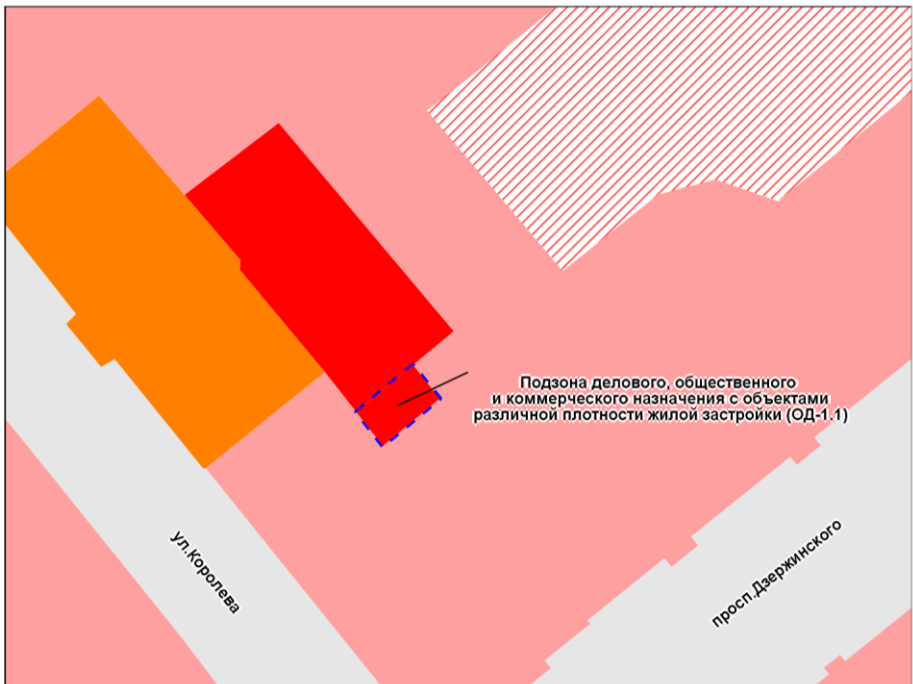 Подзона делового, общественного
и коммерческого назначения с объектами
различной плотности жилой застройки (ОД-1.1)
ул.Королева
просп.Дзержинского